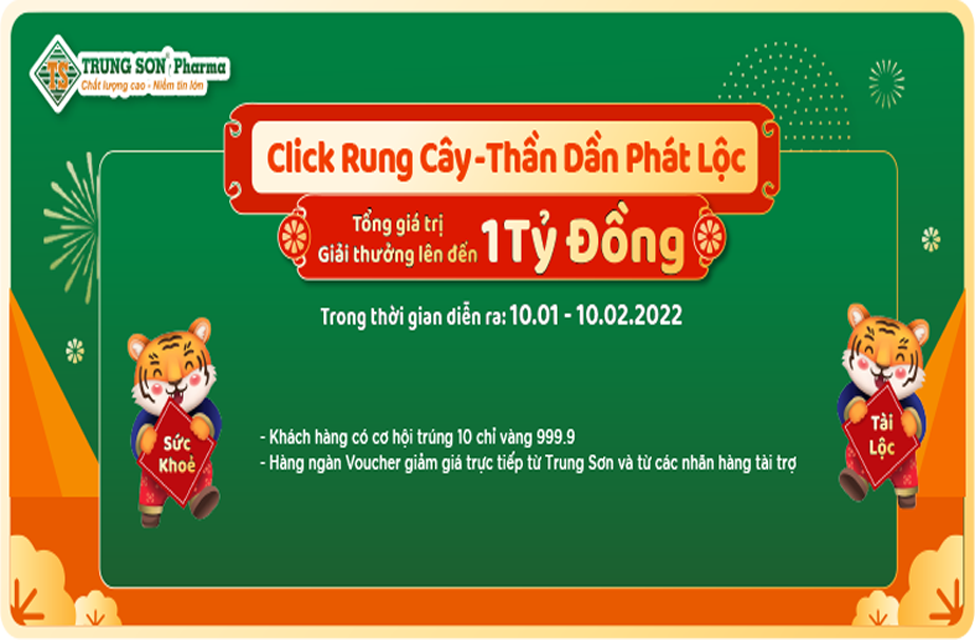 TS
TRUNG SON Pharma
Chất lượng cao - Niềm tin lớn
Click Rung Cây - Thần Dần Phát Lộc
Tổng giá trị
Giải thưởng lên đến 1 Tỷ Đồng
Trong thời gian diễn ra: 10.01 - 10.02.2022
Sức
Khoẻ
Tài
Lộc
- Khách hàng có cơ hội trúng 10 chỉ vàng 999.9
- Hàng ngàn Voucher giảm giá trực tiếp từ Trung Sơn và từ các nhãn hàng tài trợ